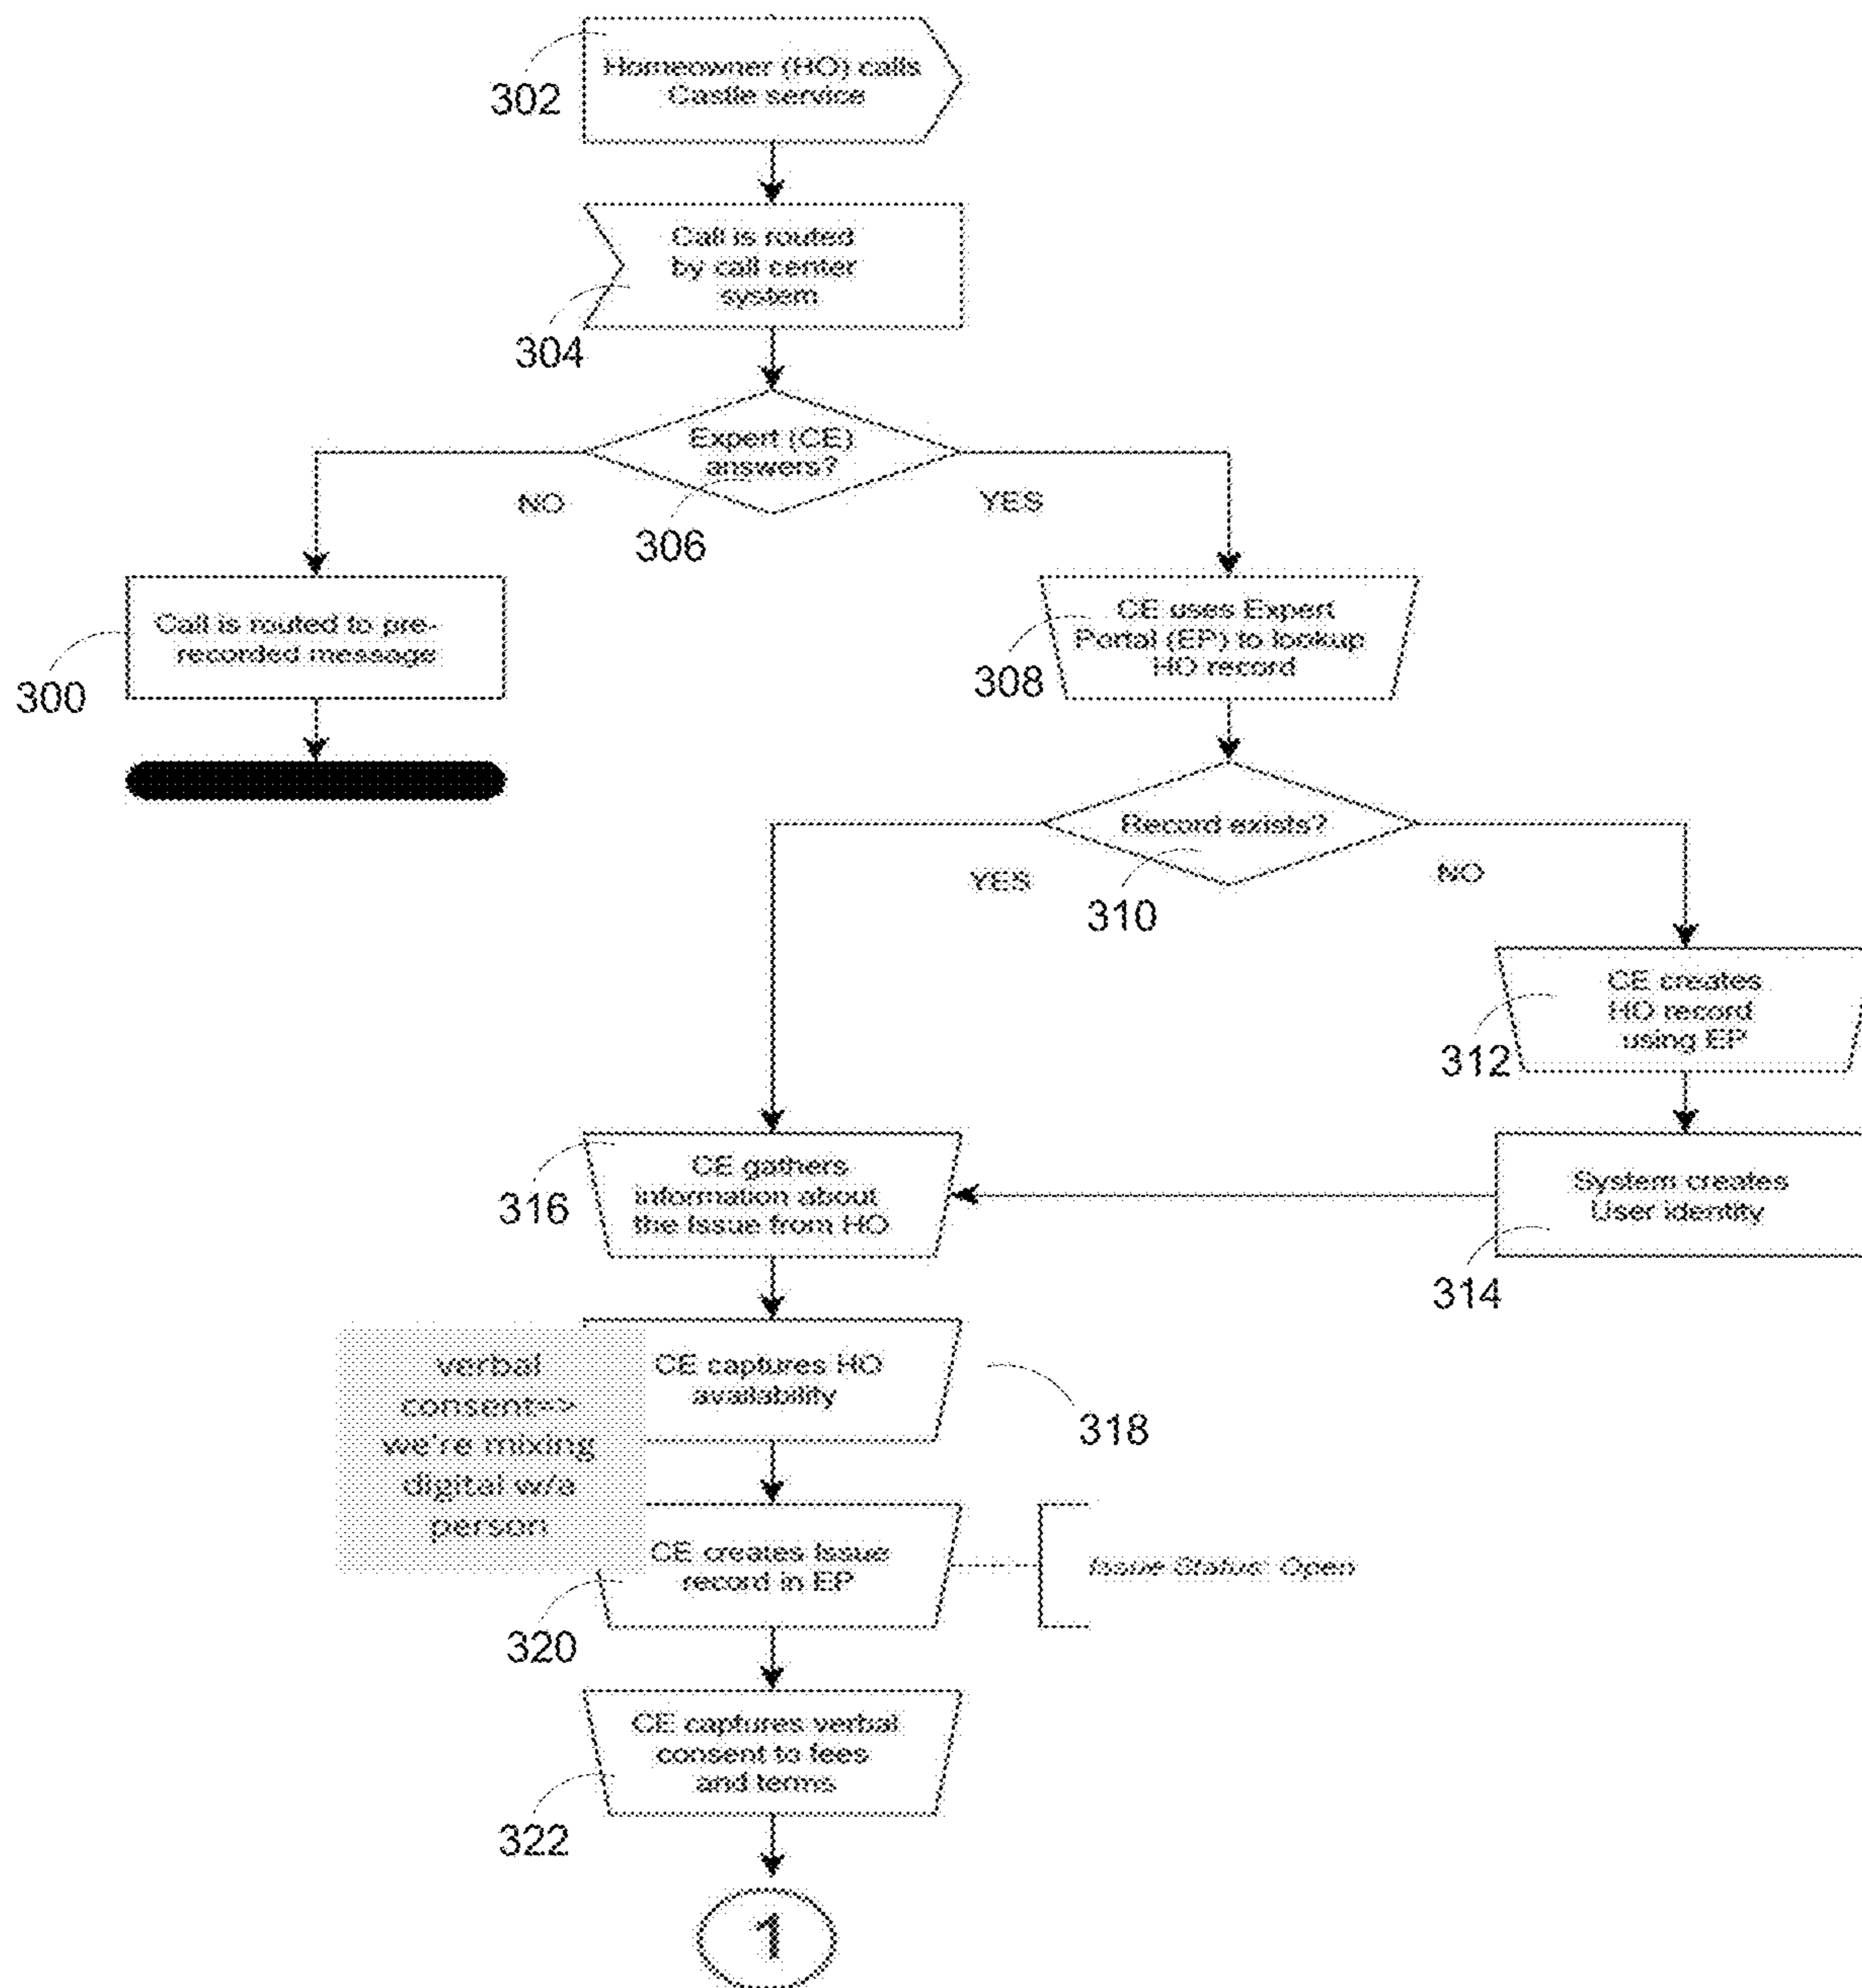 302
Homeowner (HO) calls
Castle service
Call is routed
by call center
system
304
Expert (CE)
answers?
NO
YES
306
Call is routed to pre-
recorded message
300
CE uses Expert
Portal (EP) to lookup
HO record
308
Record exists?
YES
NO
310
CE creates
HO record
using EP
312
CE gathers
information about
the Issue from HO
316
System creates
User identity
314
verbal
consent=>
we're mixing
digital w/a
person
CE captures HO
availability
318
CE creates Issue
record in EP
Issue Status: Open
320
CE captures verbal
consent to fees
and terms
322
1